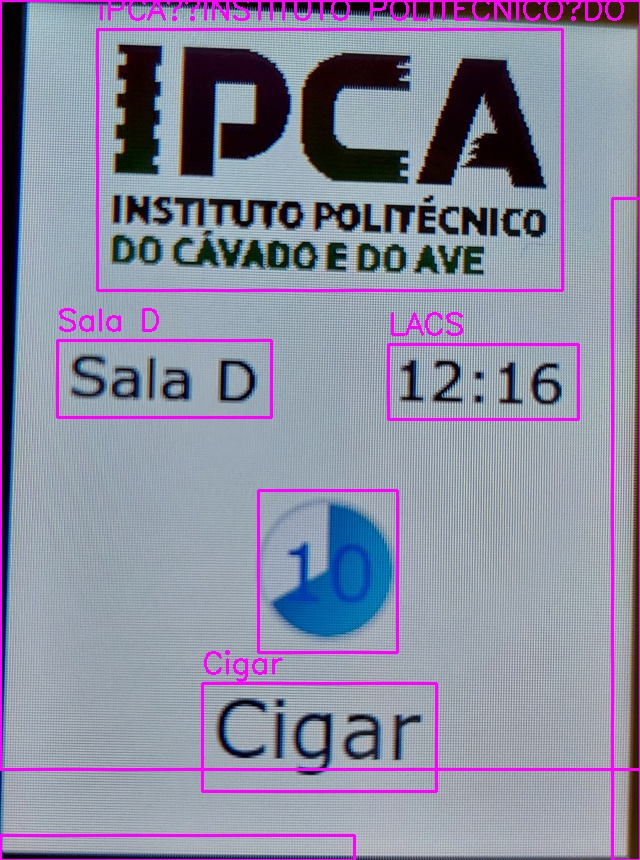 IPCA??INSTITUTO POLITECNICO?DO
IPCA
INSTITUTO POLITÉCNICO
DO CÁVADO E DO AVE
Sala D
LACS
Sala D
12:16
10
Cigar
Cigar